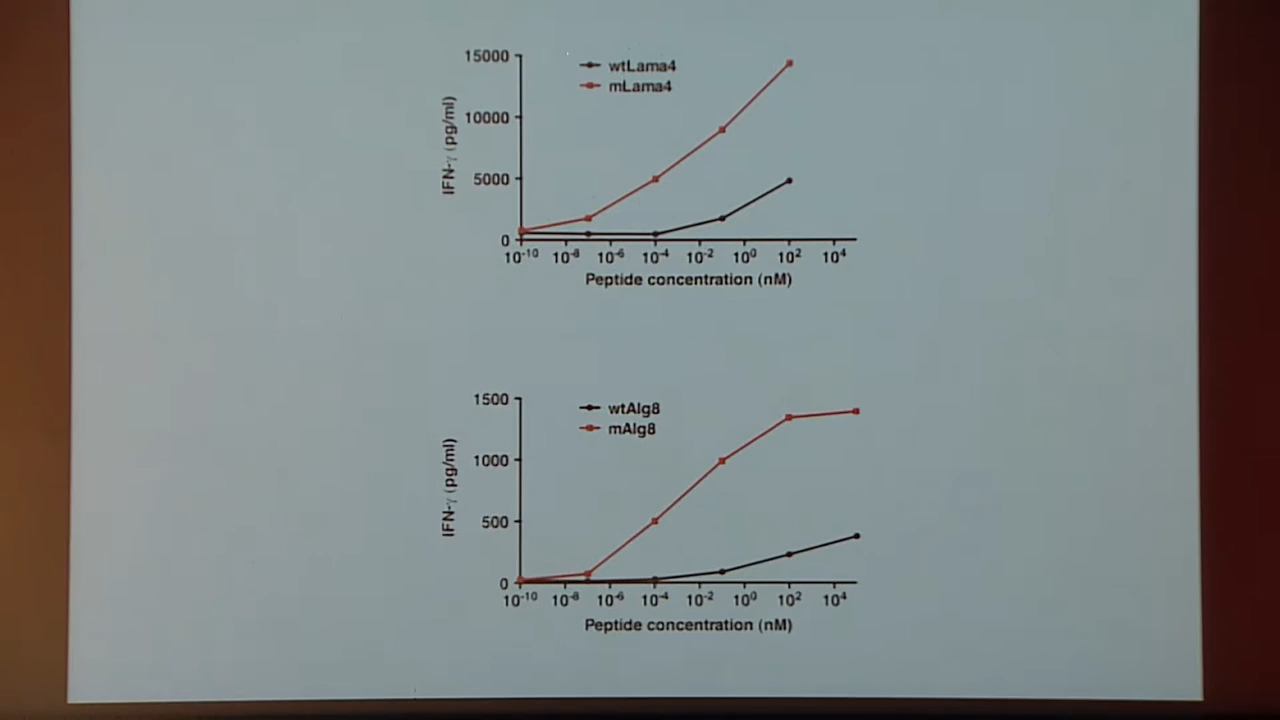 15000
10000
5000
0
IFN-γ (pg/ml)
wtLama4
mLama4
10⁻¹⁰ 10⁻⁸ 10⁻⁶ 10⁻⁴ 10⁻² 10⁰ 10² 10⁴
Peptide concentration (nM)
1500
1000
500
0
IFN-γ (pg/ml)
wtAlg8
mAlg8
10⁻¹⁰ 10⁻⁸ 10⁻⁶ 10⁻⁴ 10⁻² 10⁰ 10² 10⁴
Peptide concentration (nM)